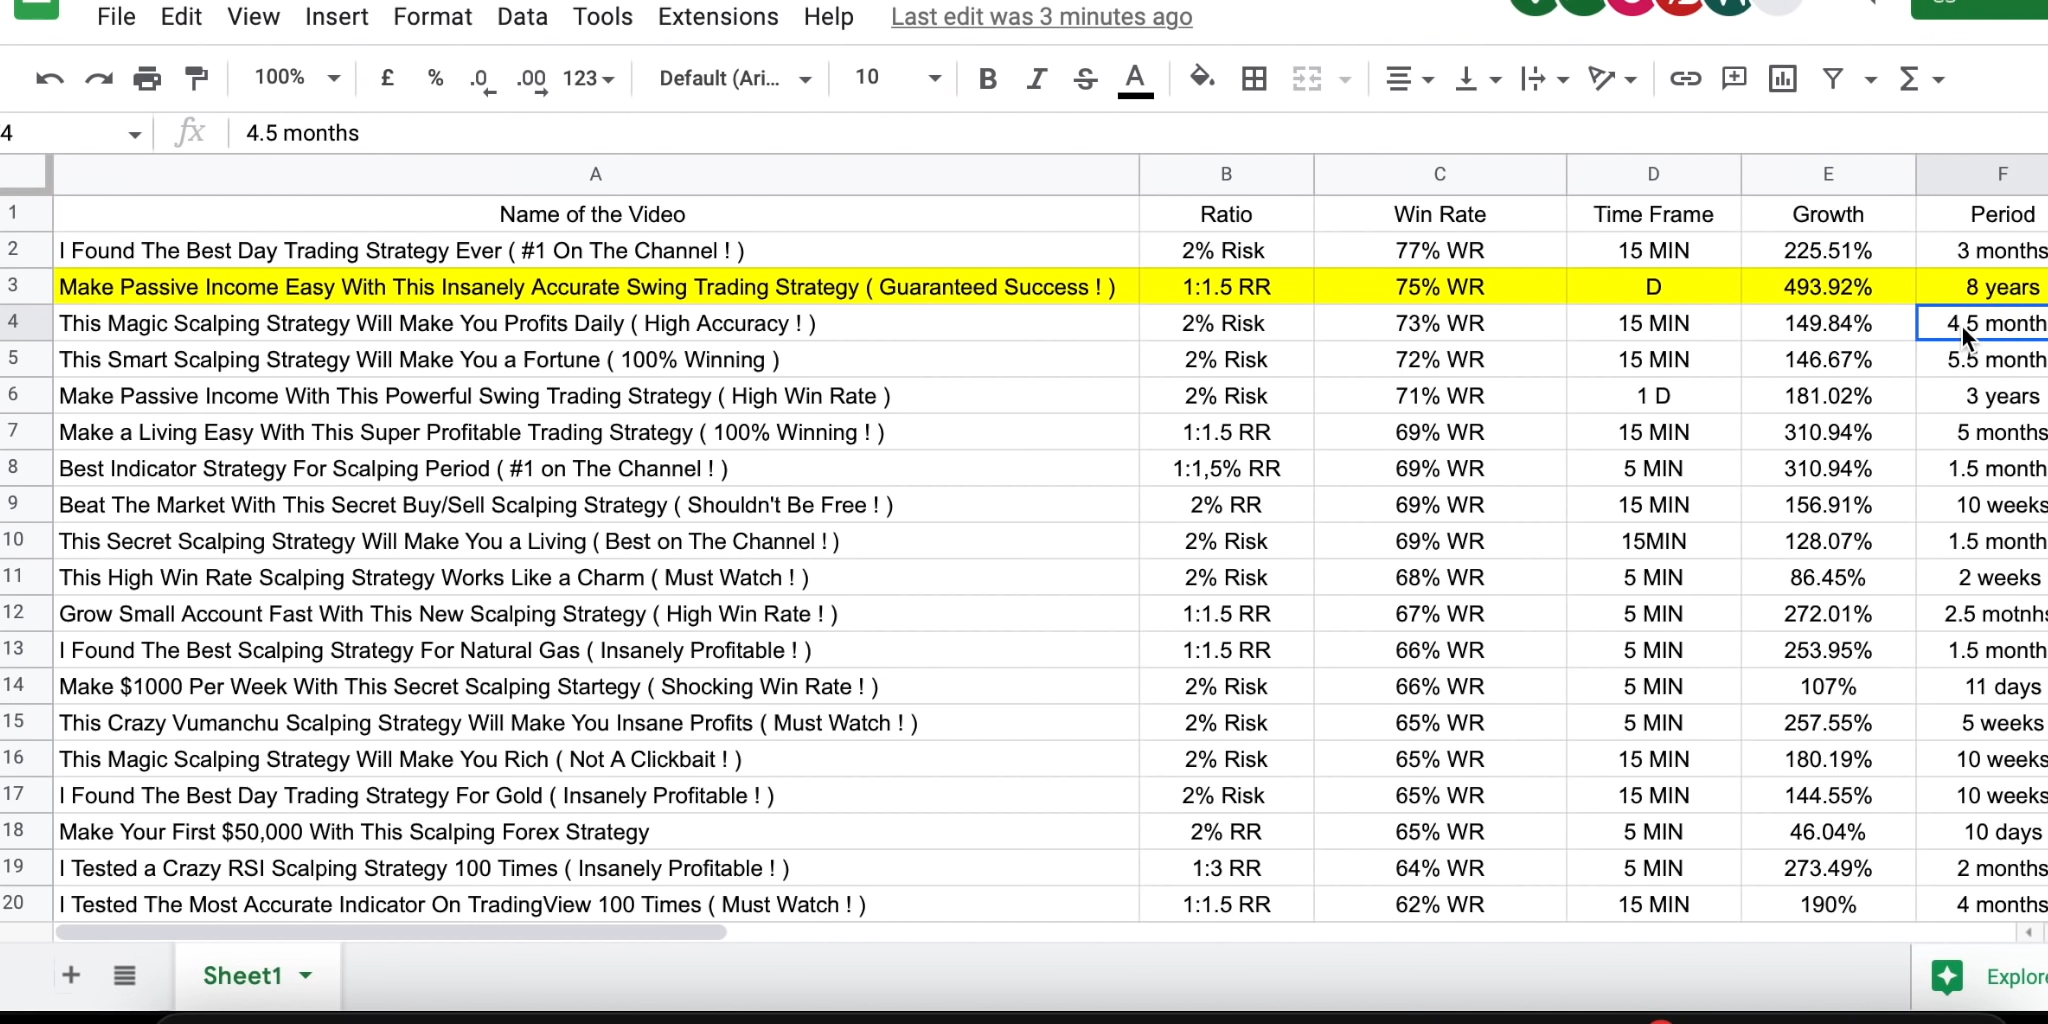 File Edit View Insert Format Data Tools Extensions Help Last edit was 3 minutes ago
100% £ % .0 .00 123 Default (Ari... 10 B I S A
4 fx 4.5 months
A B C D E F
1 Name of the Video Ratio Win Rate Time Frame Growth Period
2 I Found The Best Day Trading Strategy Ever ( #1 On The Channel ! ) 2% Risk 77% WR 15 MIN 225.51% 3 months
3 Make Passive Income Easy With This Insanely Accurate Swing Trading Strategy ( Guaranteed Success ! ) 1:1.5 RR 75% WR D 493.92% 8 years
4 This Magic Scalping Strategy Will Make You Profits Daily ( High Accuracy ! ) 2% Risk 73% WR 15 MIN 149.84% 4.5 month
5 This Smart Scalping Strategy Will Make You a Fortune ( 100% Winning ) 2% Risk 72% WR 15 MIN 146.67% 5.5 month
6 Make Passive Income With This Powerful Swing Trading Strategy ( High Win Rate ) 2% Risk 71% WR 1 D 181.02% 3 years
7 Make a Living Easy With This Super Profitable Trading Strategy ( 100% Winning ! ) 1:1.5 RR 69% WR 15 MIN 310.94% 5 months
8 Best Indicator Strategy For Scalping Period ( #1 on The Channel ! ) 1:1,5% RR 69% WR 5 MIN 310.94% 1.5 month
9 Beat The Market With This Secret Buy/Sell Scalping Strategy ( Shouldn't Be Free ! ) 2% RR 69% WR 15 MIN 156.91% 10 weeks
10 This Secret Scalping Strategy Will Make You a Living ( Best on The Channel ! ) 2% Risk 69% WR 15MIN 128.07% 1.5 month
11 This High Win Rate Scalping Strategy Works Like a Charm ( Must Watch ! ) 2% Risk 68% WR 5 MIN 86.45% 2 weeks
12 Grow Small Account Fast With This New Scalping Strategy ( High Win Rate ! ) 1:1.5 RR 67% WR 5 MIN 272.01% 2.5 motnhs
13 I Found The Best Scalping Strategy For Natural Gas ( Insanely Profitable ! ) 1:1.5 RR 66% WR 5 MIN 253.95% 1.5 month
14 Make $1000 Per Week With This Secret Scalping Startegy ( Shocking Win Rate ! ) 2% Risk 66% WR 5 MIN 107% 11 days
15 This Crazy Vumanchu Scalping Strategy Will Make You Insane Profits ( Must Watch ! ) 2% Risk 65% WR 5 MIN 257.55% 5 weeks
16 This Magic Scalping Strategy Will Make You Rich ( Not A Clickbait ! ) 2% Risk 65% WR 15 MIN 180.19% 10 weeks
17 I Found The Best Day Trading Strategy For Gold ( Insanely Profitable ! ) 2% Risk 65% WR 15 MIN 144.55% 10 weeks
18 Make Your First $50,000 With This Scalping Forex Strategy 2% RR 65% WR 5 MIN 46.04% 10 days
19 I Tested a Crazy RSI Scalping Strategy 100 Times ( Insanely Profitable ! ) 1:3 RR 64% WR 5 MIN 273.49% 2 months
20 I Tested The Most Accurate Indicator On TradingView 100 Times ( Must Watch ! ) 1:1.5 RR 62% WR 15 MIN 190% 4 months
Sheet1 Explore